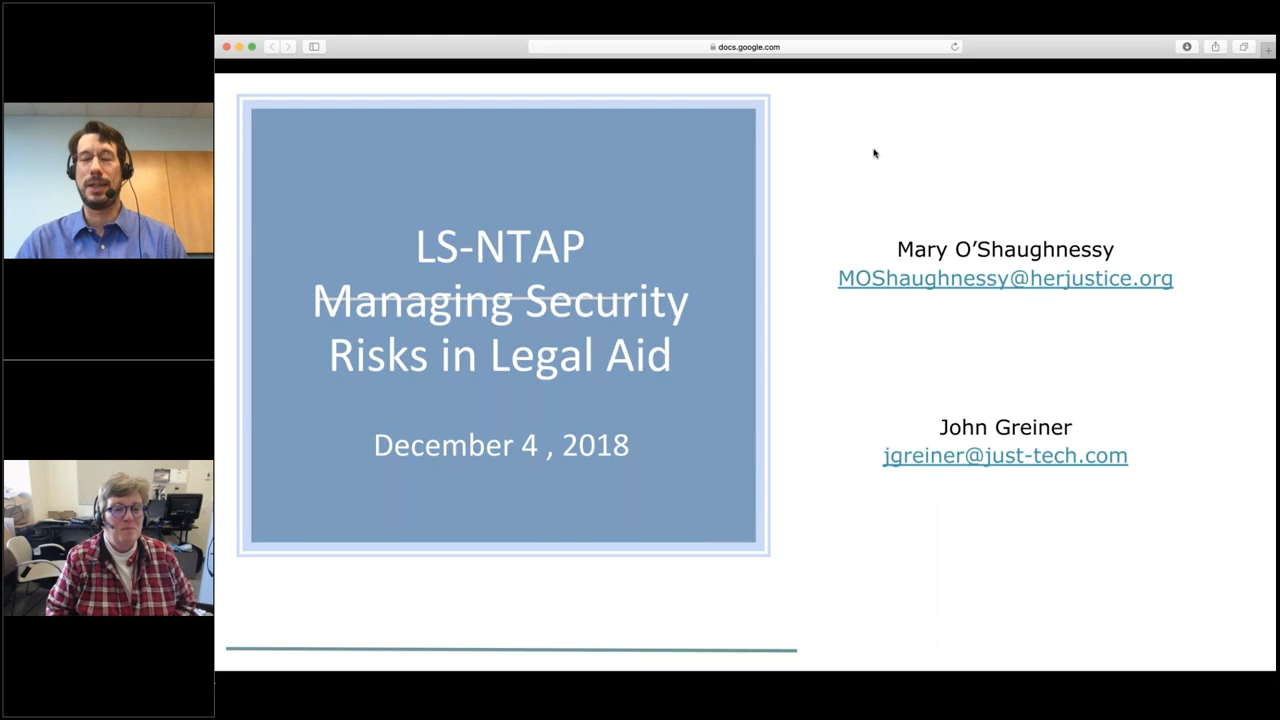 docs.google.com
LS-NTAP
Managing Security
Risks in Legal Aid
December 4 , 2018
Mary O’Shaughnessy
MOShaughnessy@herjustice.org
John Greiner
jgreiner@just-tech.com